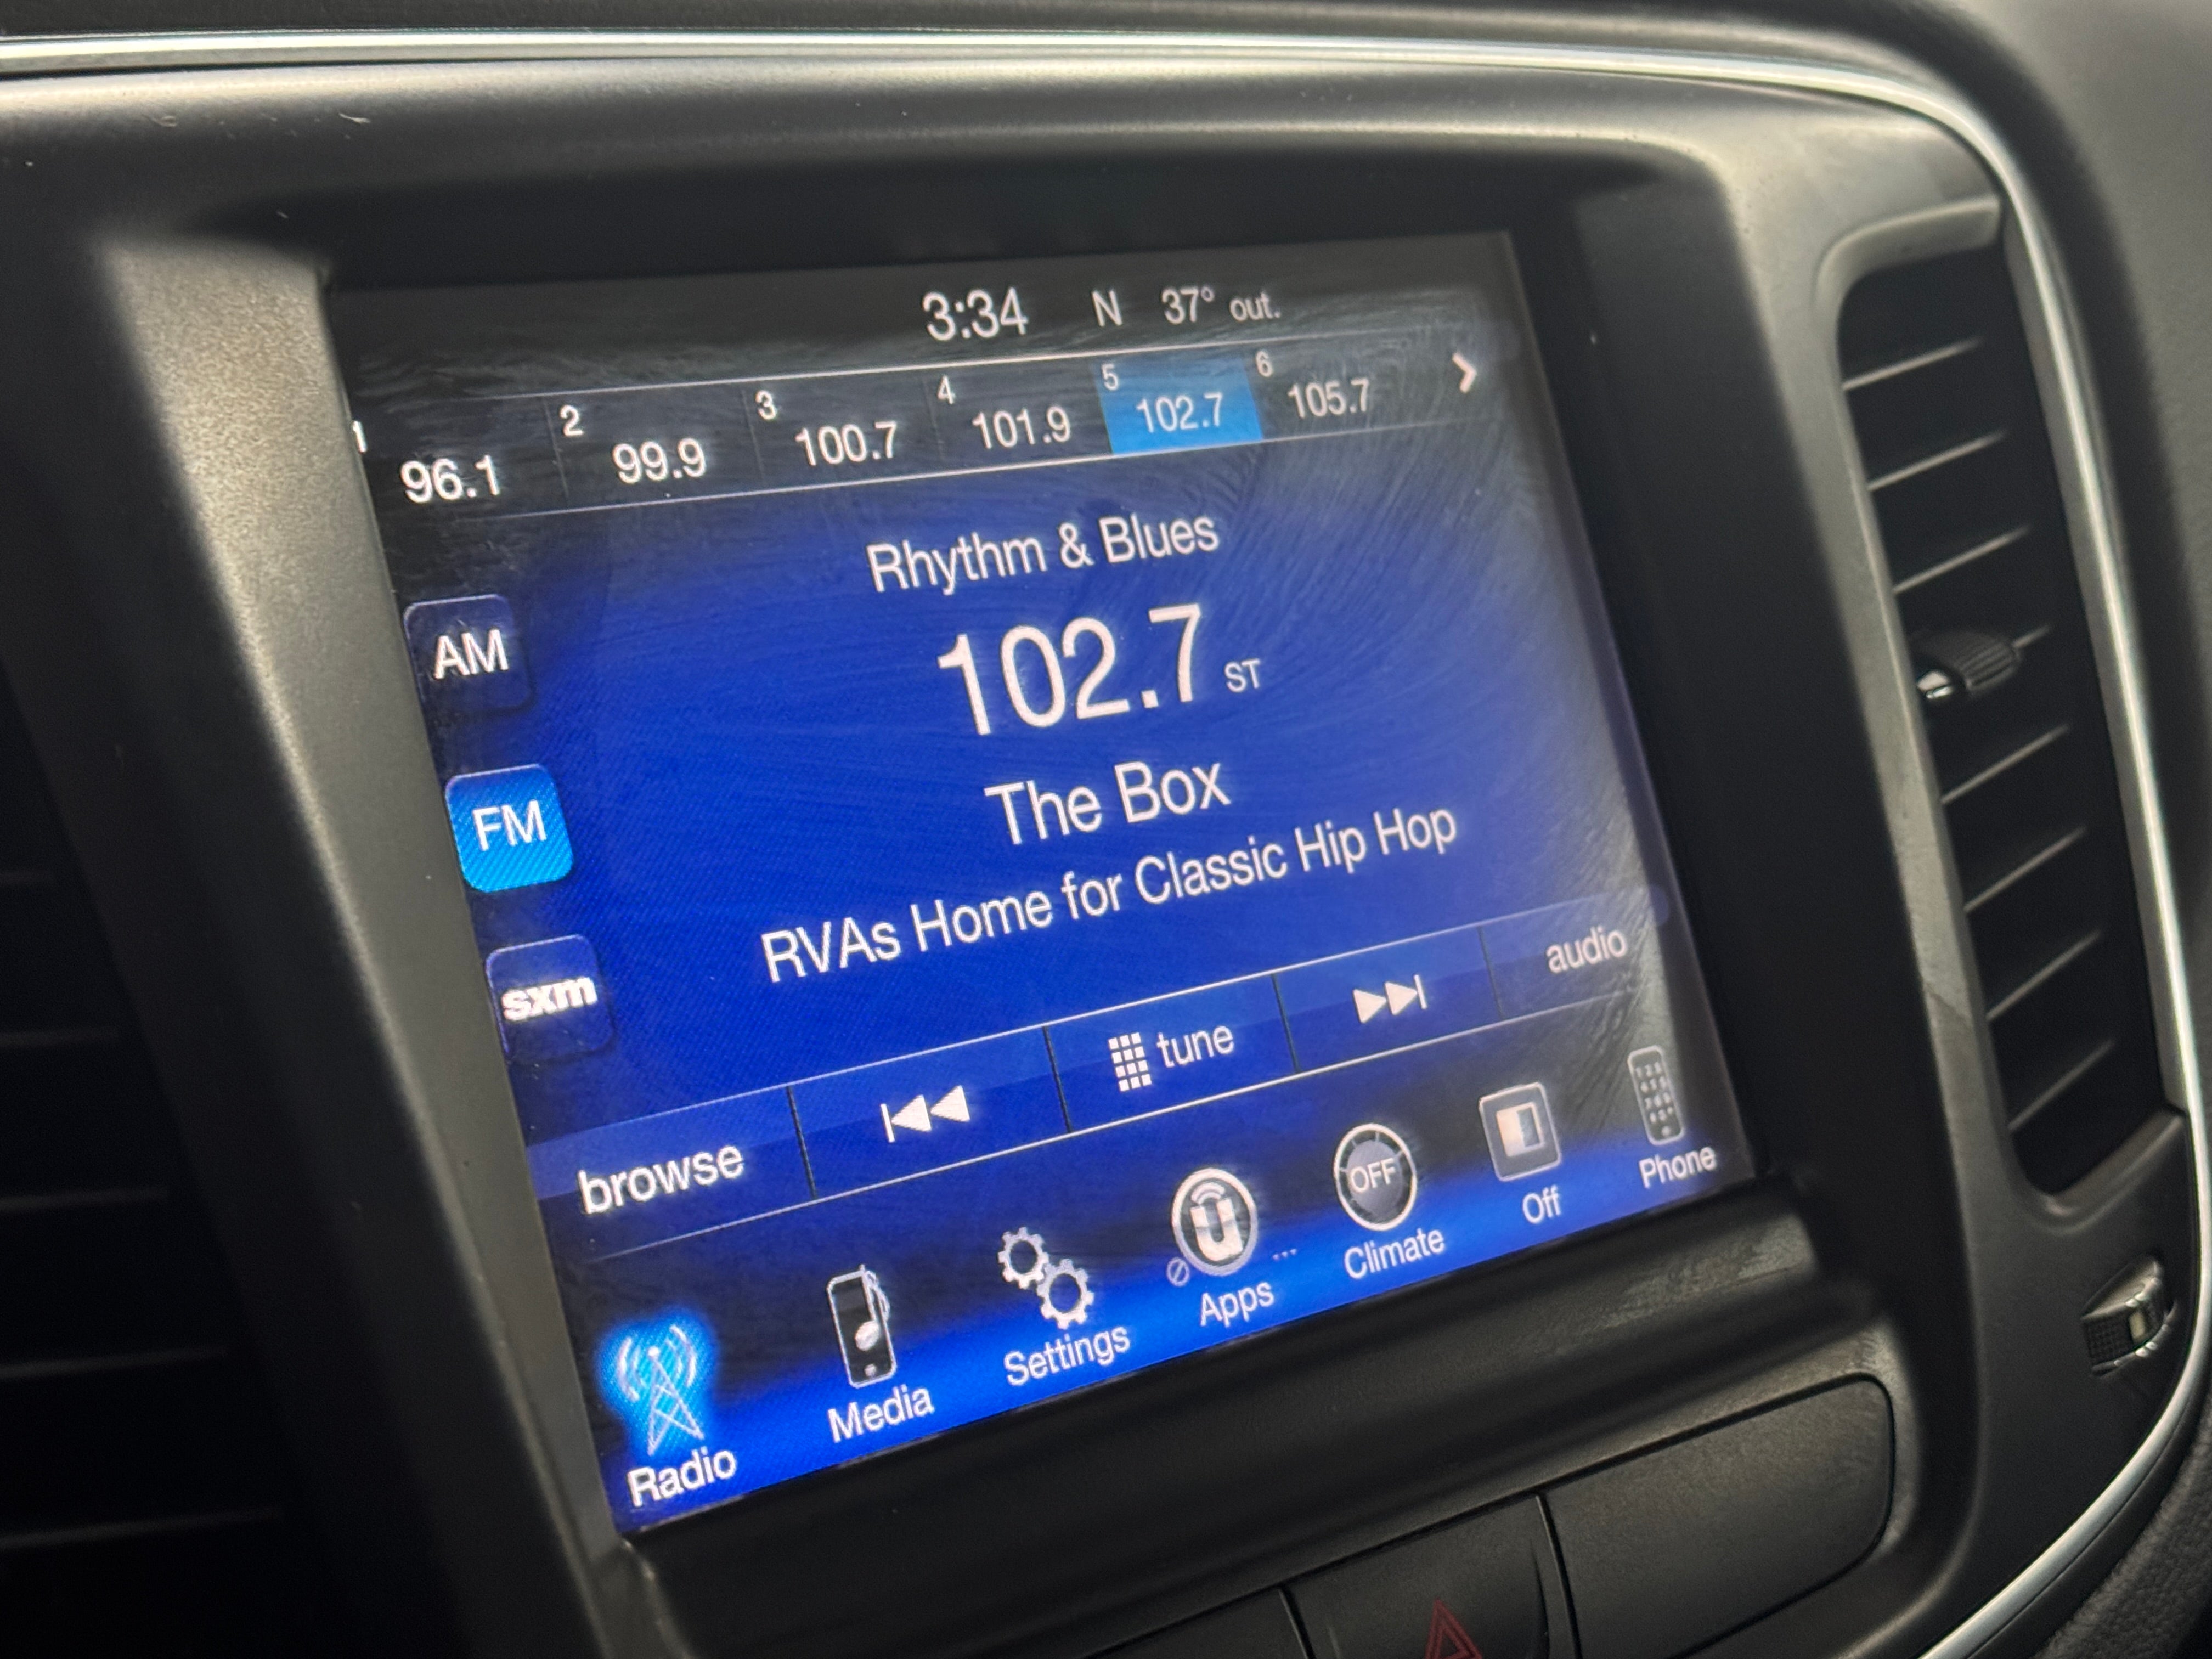 3:34 N 37° out.
1 96.1 2 99.9 3 100.7 4 101.9 5 102.7 6 105.7
Rhythm & Blues
102.7 ST
The Box
RVAs Home for Classic Hip Hop
AM
FM
sxm
browse tune audio
Radio Media Settings Apps ... OFF Climate Off Phone